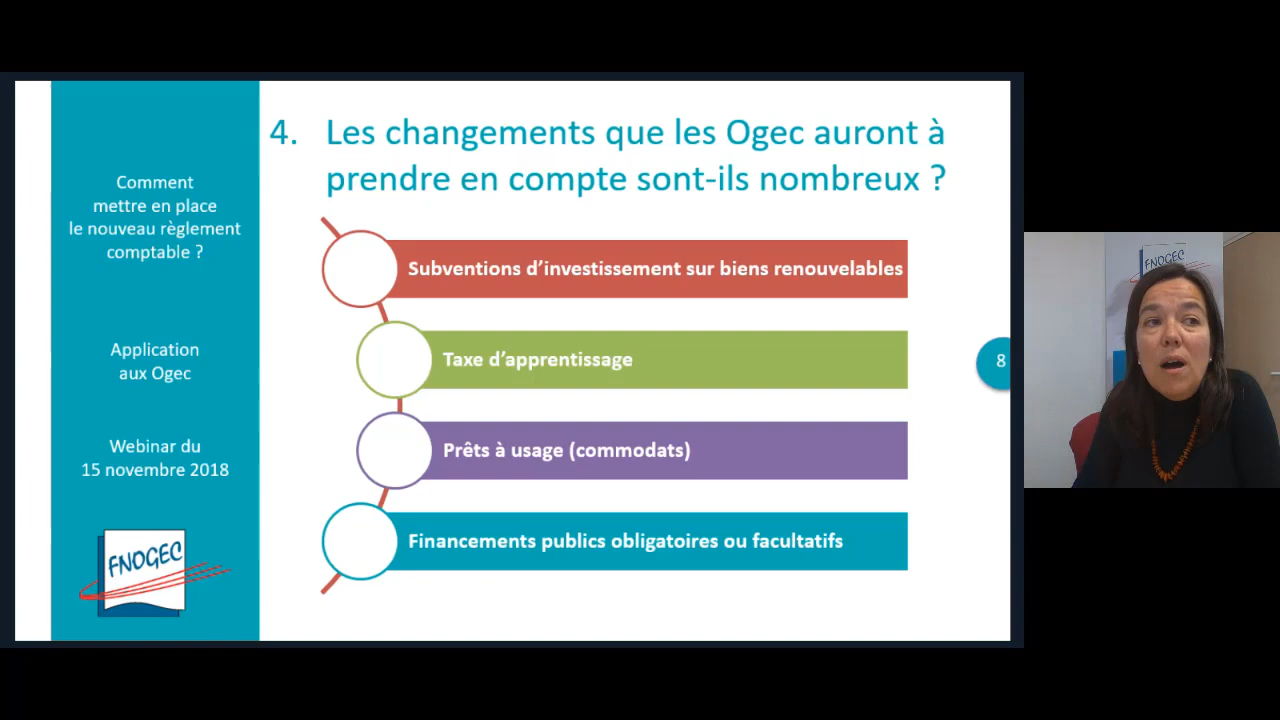 Comment
mettre en place
le nouveau règlement
comptable ?
Application
aux Ogec
Webinar du
15 novembre 2018
FNOGEC
4. Les changements que les Ogec auront à
prendre en compte sont-ils nombreux ?
Subventions d'investissement sur biens renouvelables
Taxe d'apprentissage
Prêts à usage (commodats)
Financements publics obligatoires ou facultatifs
8
FNOGEC